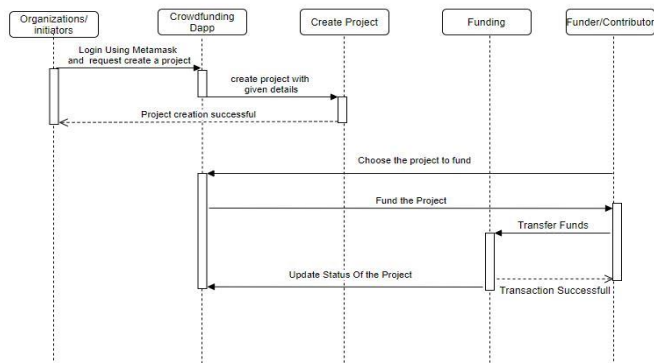 Organizations/
initiators
Crowdfunding
Dapp
Create Project
Funding
Funder/Contributor
Login Using Metamask
and request create a project
create project with
given details
Project creation successful
Choose the project to fund
Fund the Project
Transfer Funds
Update Status Of the Project
Transaction Successfull